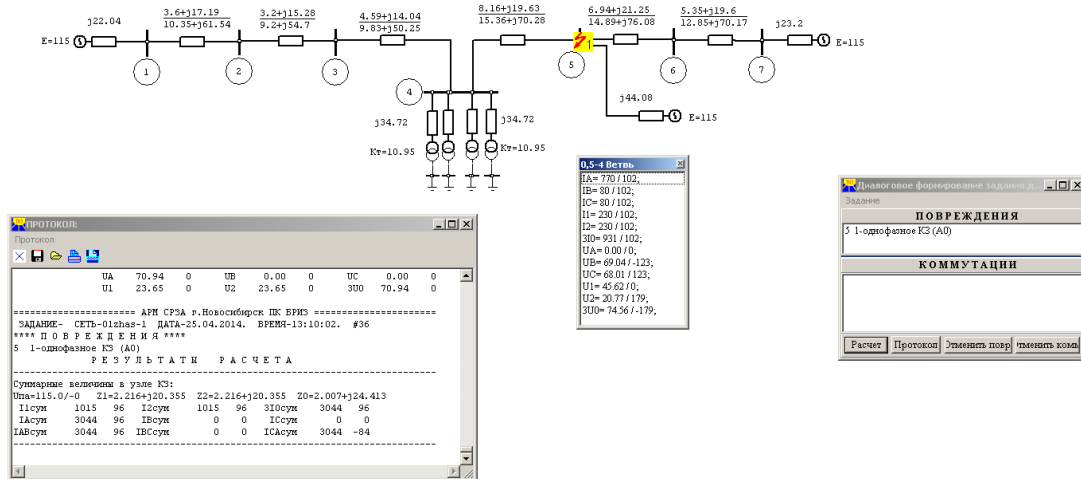 j22.04
3.6+j17.19
10.35+j61.54
3.2+j15.28
9.2+j54.7
4.59+j14.04
9.83+j50.25
8.16+j19.63
15.36+j70.28
6.94+j21.25
14.89+j76.08
5.35+j19.6
12.85+j70.17
j23.2
E=115
1
2
3
4
5
1
6
7
E=115
j44.08
E=115
j34.72
j34.72
Кт=10.95
Кт=10.95
0,5-4 Ветвь
IA= 770 / 102;
IB= 80 / 102;
IC= 80 / 102;
I1= 230 / 102;
I2= 230 / 102;
3I0= 931 / 102;
UA= 0.00 / 0;
UB= 69.04 / -123;
UC= 68.01 / 123;
U1= 45.62 / 0;
U2= 20.77 / 179;
3U0= 74.56 / -179;
Диалоговое формирование задания д...
Задание
ПОВРЕЖДЕНИЯ
5 1-однофазное КЗ (А0)
КОММУТАЦИИ
Расчет
Протокол
Отменить повр
тменить комм
ПРОТОКОЛ:
Протокол
UA 70.94 0 UB 0.00 0 UC 0.00 0
U1 23.65 0 U2 23.65 0 3U0 70.94 0
======================= АРМ СРЗА г.Новосибирск ПК БРИЗ =====================
ЗАДАНИЕ- СЕТЬ-01zhas-1 ДАТА-25.04.2014. ВРЕМЯ-13:10:02. #36
**** П О В Р Е Ж Д Е Н И Я ****
5 1-однофазное КЗ (А0)
Р Е З У Л Ь Т А Т Ы Р А С Ч Е Т А
Суммарные величины в узле КЗ:
Uпа=115.0/-0 Z1=2.216+j20.355 Z2=2.216+j20.355 Z0=2.007+j24.413
I1сум 1015 96 I2сум 1015 96 3I0сум 3044 96
IAсум 3044 96 IBсум 0 0 ICсум 0 0
IABсум 3044 96 IBCсум 0 0 ICAсум 3044 -84